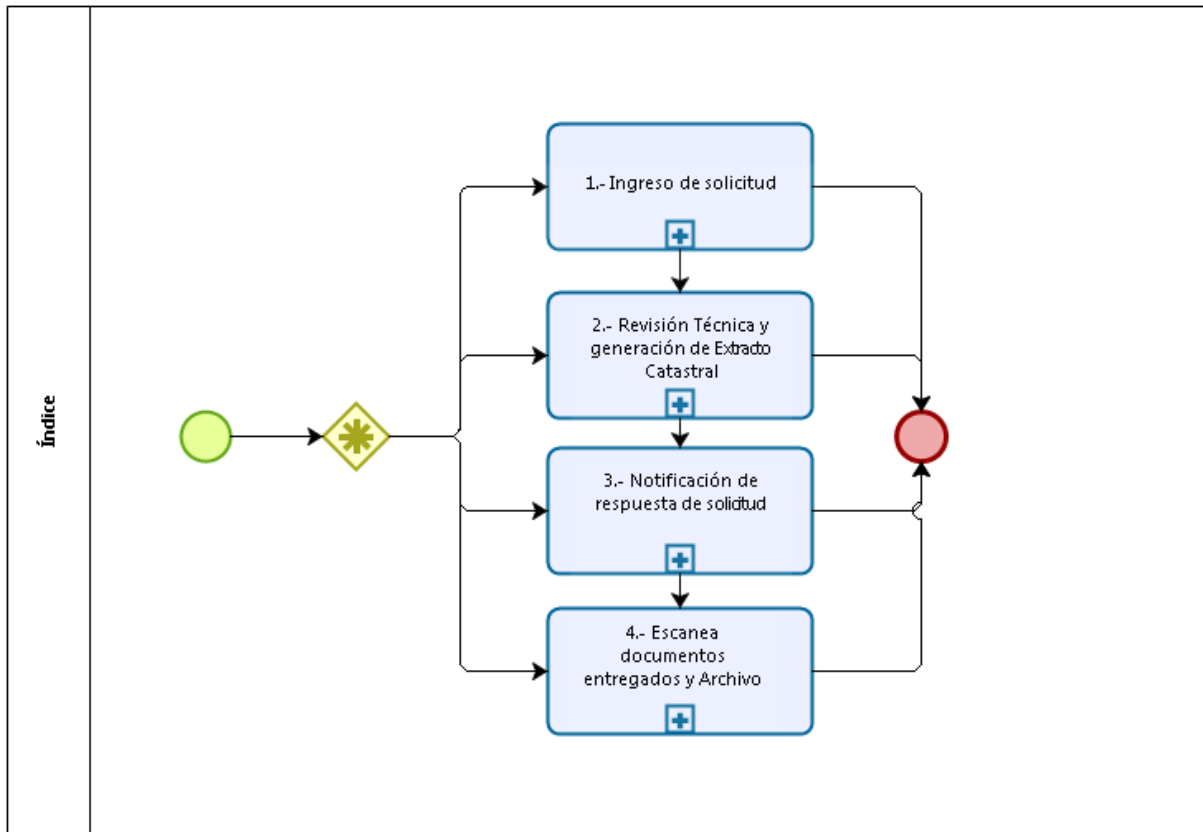 Índice
1.- Ingreso de solicitud
2.- Revisión Técnica y
generación de Extracto
Catastral
3.- Notificación de
respuesta de solicitud
4.- Escanea
documentos
entregados y Archivo